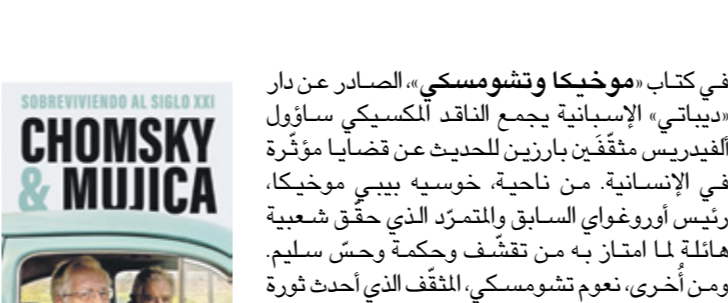 في كتاب «موخيكا وتشومسكي»، الصادر عن دار
«ديباتي» الإسبانية يجمع الناقد المكسيكي ساؤول
ألفيدريس مثقّفَين بارزين للحديث عن قضايا مؤثّرة
في الإنسانية. من ناحية، خوسيه بيبي موخيكا،
رئيس أوروغواي السابق والمتمرّد الذي حقّق شعبية
هائلة لما امتاز به من تقشّف وحكمة وحسّ سليم.
ومن أُخرى، نعوم تشومسكي، المثقّف الذي أحدث ثورة
SOBREVIVIENDO AL SIGLO XXI
CHOMSKY
& MUJICA